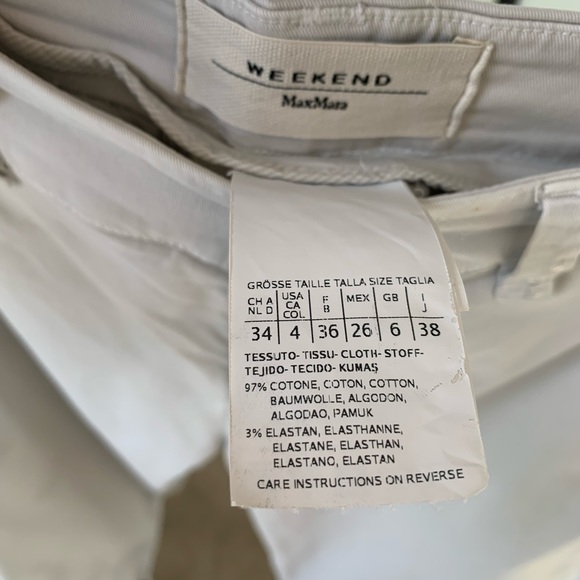 WEEKEND
MaxMara
GRÖSSE TAILLE TALLA SIZE TAGLIA
CH A NL D | USA CA COL | F B | MEX | GB | I J
34 | 4 | 36 | 26 | 6 | 38
TESSUTO- TISSU- CLOTH- STOFF-
TEJIDO- TECIDO- KUMAŞ
97% COTONE, COTON, COTTON,
BAUMWOLLE, ALGODON,
ALGODAO, PAMUK
3% ELASTAN, ELASTHANNE,
ELASTANE, ELASTHAN,
ELASTANO, ELASTAN
CARE INSTRUCTIONS ON REVERSE